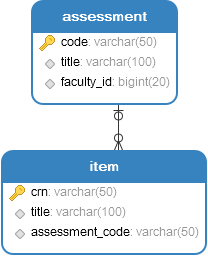 assessment
code: varchar(50)
title: varchar(100)
faculty_id: bigint(20)
item
crn: varchar(50)
title: varchar(100)
assessment_code: varchar(50)